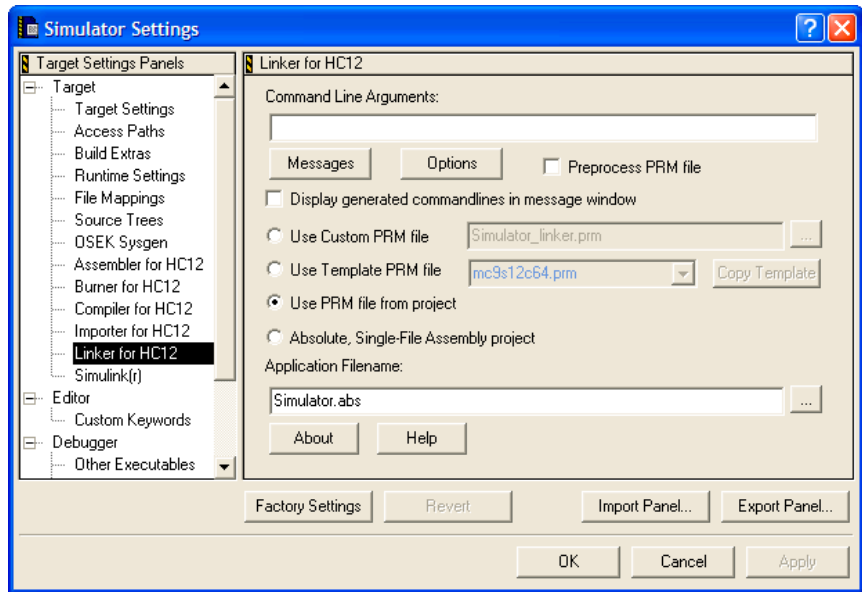 Simulator Settings
Target Settings Panels
Target
Target Settings
Access Paths
Build Extras
Runtime Settings
File Mappings
Source Trees
OSEK Sysgen
Assembler for HC12
Burner for HC12
Compiler for HC12
Importer for HC12
Linker for HC12
Simulink(r)
Editor
Custom Keywords
Debugger
Other Executables
Linker for HC12
Command Line Arguments:
Messages Options Preprocess PRM file
Display generated commandlines in message window
Use Custom PRM file Simulator_linker.prm ...
Use Template PRM file mc9s12c64.prm Copy Template
Use PRM file from project
Absolute, Single-File Assembly project
Application Filename:
Simulator.abs ...
About Help
Factory Settings Revert Import Panel... Export Panel...
OK Cancel Apply